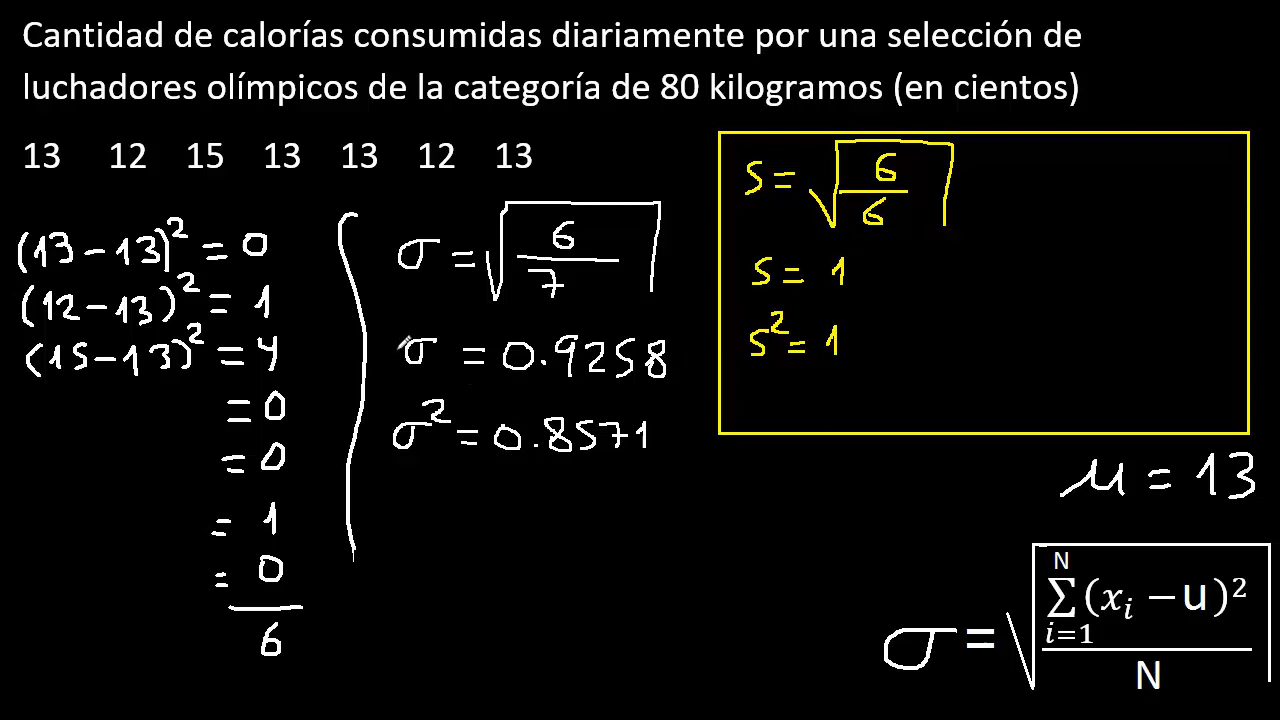 Cantidad de calorías consumidas diariamente por una selección de
luchadores olímpicos de la categoría de 80 kilogramos (en cientos)
13 12 15 13 13 12 13
(13-13)² = 0
(12-13)² = 1
(15-13)² = 4
= 0
= 0
= 1
= 0
6
σ = √(6/7)
σ = 0.9258
σ² = 0.8571
s = √(6/6)
s = 1
s² = 1
μ = 13
σ = √(∑_{i=1}^{N} (x_i − u)² / N)